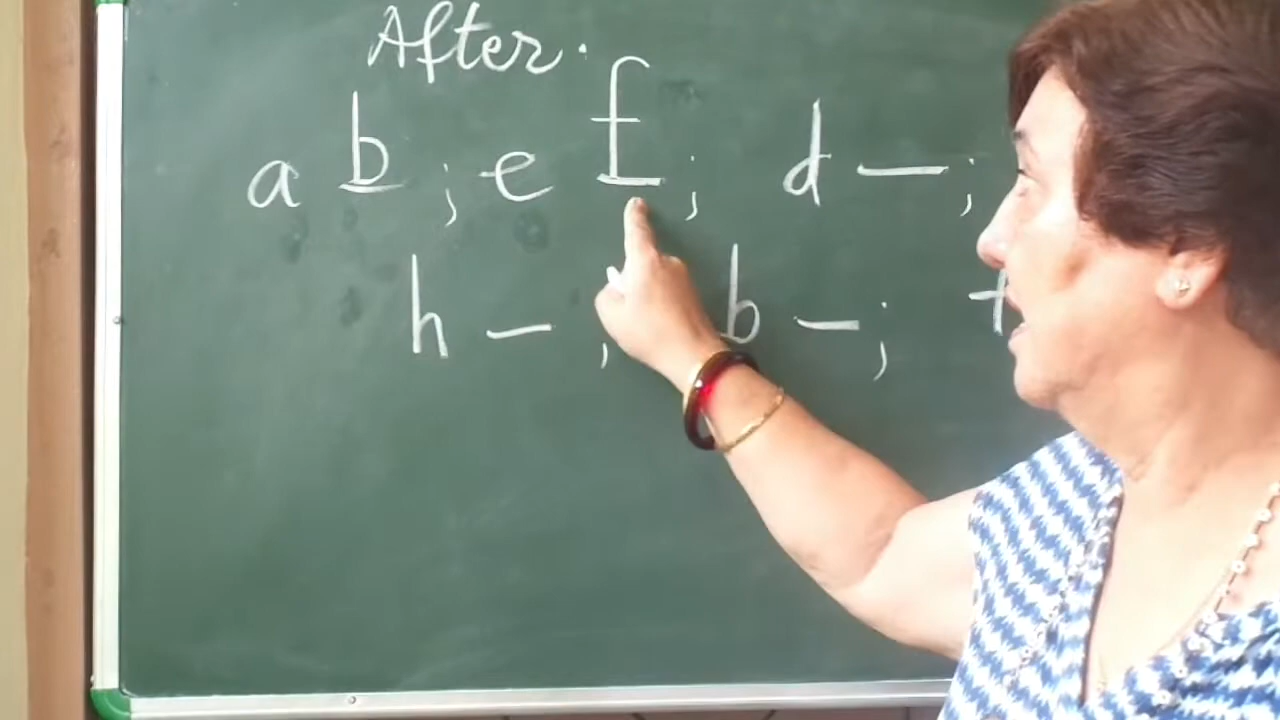 After.
a b ; e f ; d — ;
h — ; b — ;